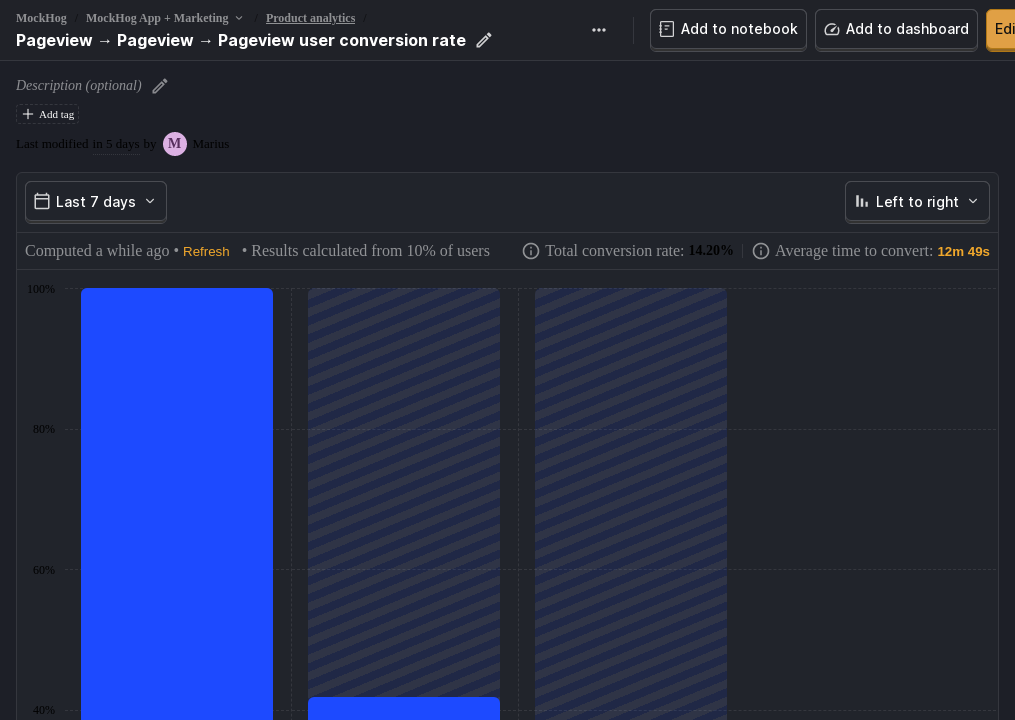 MockHog / MockHog App + Marketing / Product analytics /
Pageview → Pageview → Pageview user conversion rate
Add to notebook
Add to dashboard
Edi
Description (optional)
Add tag
Last modified in 5 days by M Marius
Last 7 days
Left to right
Computed a while ago • Refresh • Results calculated from 10% of users
Total conversion rate: 14.20%
Average time to convert: 12m 49s
100%
80%
60%
40%